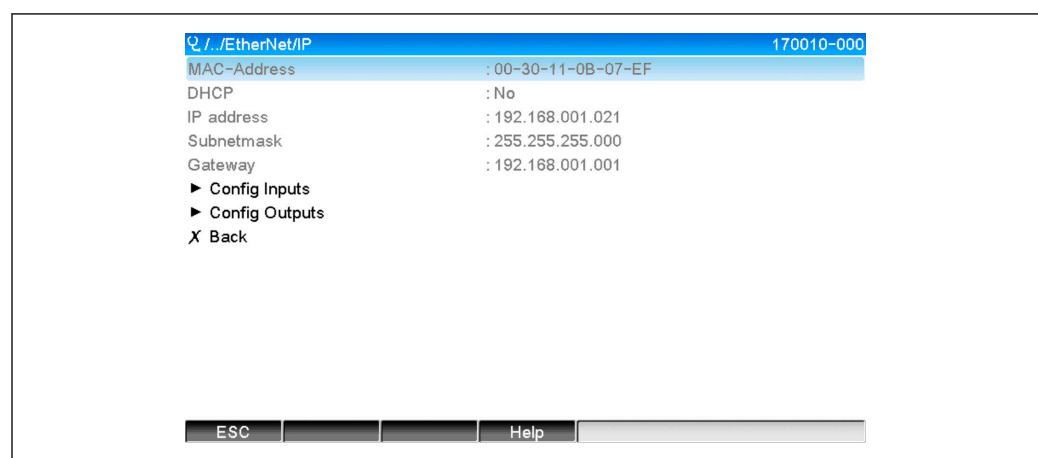 /../EtherNet/IP 170010-000
MAC-Address : 00-30-11-0B-07-EF
DHCP : No
IP address : 192.168.001.021
Subnetmask : 255.255.255.000
Gateway : 192.168.001.001
► Config Inputs
► Config Outputs
X Back
ESC Help